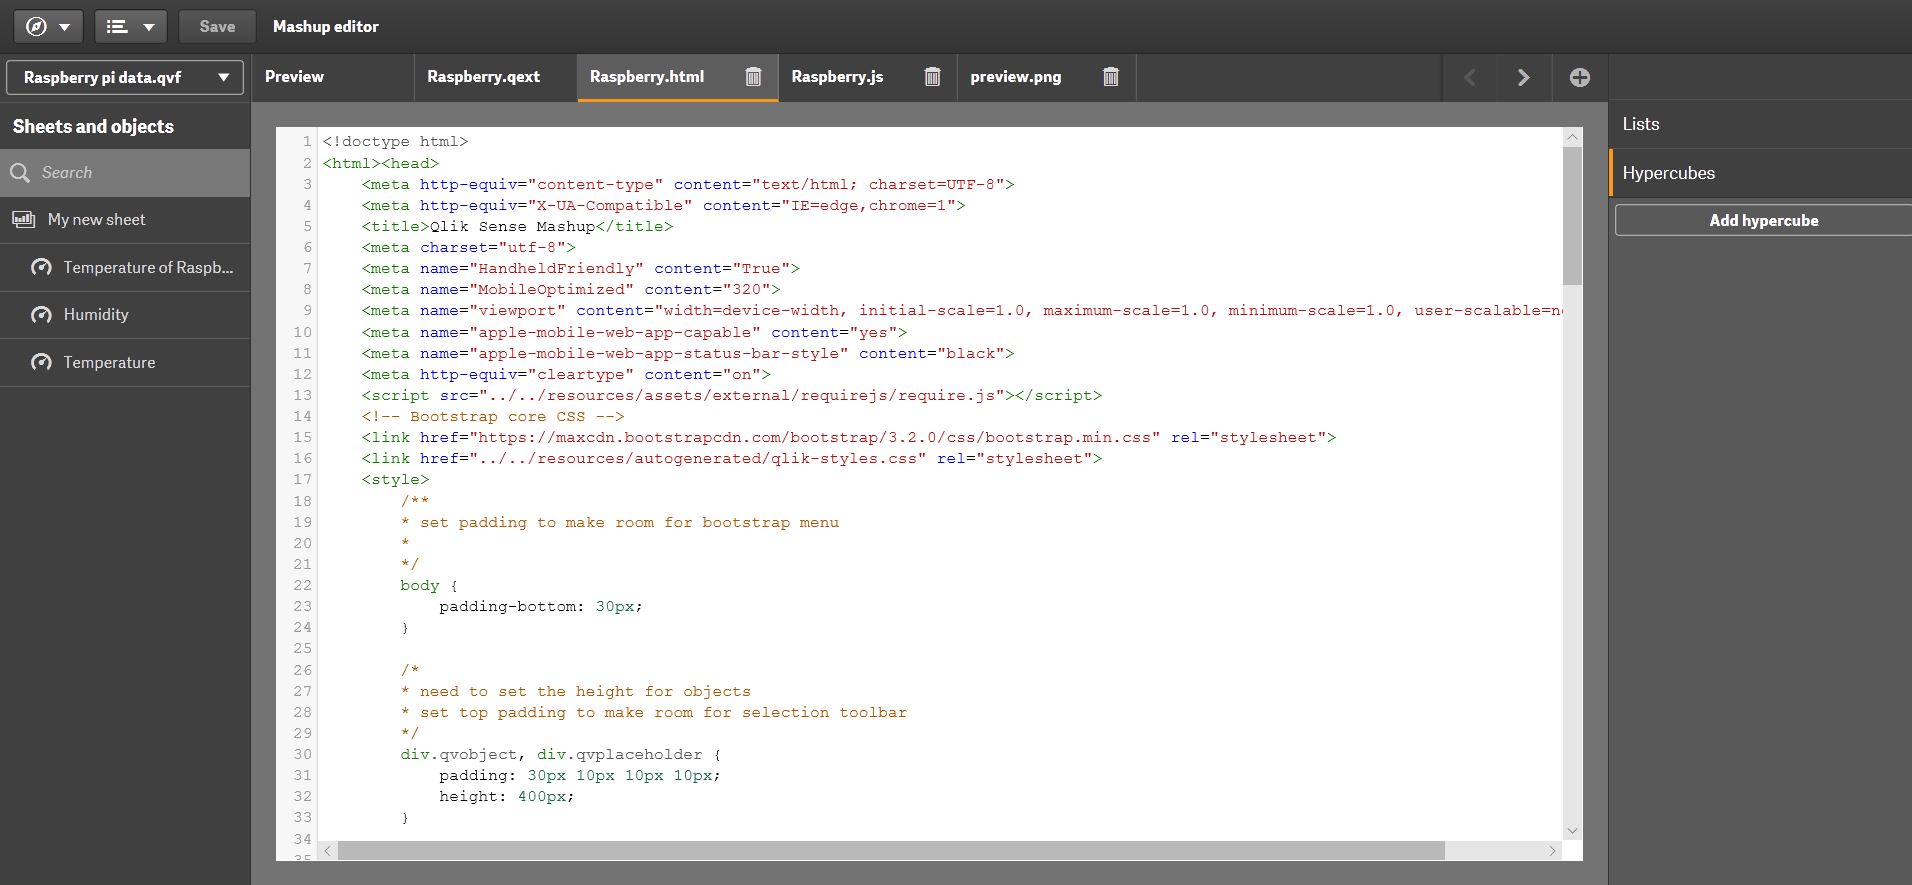 Save Mashup editor
Raspberry pi data.qvf
Preview Raspberry.qext Raspberry.html Raspberry.js preview.png
Sheets and objects
Search
My new sheet
Temperature of Raspb...
Humidity
Temperature
1 <!doctype html>
2 <html><head>
3 <meta http-equiv="content-type" content="text/html; charset=UTF-8">
4 <meta http-equiv="X-UA-Compatible" content="IE=edge,chrome=1">
5 <title>Qlik Sense Mashup</title>
6 <meta charset="utf-8">
7 <meta name="HandheldFriendly" content="True">
8 <meta name="MobileOptimized" content="320">
9 <meta name="viewport" content="width=device-width, initial-scale=1.0, maximum-scale=1.0, minimum-scale=1.0, user-scalable=n
10 <meta name="apple-mobile-web-app-capable" content="yes">
11 <meta name="apple-mobile-web-app-status-bar-style" content="black">
12 <meta http-equiv="cleartype" content="on">
13 <script src="../../resources/assets/external/requirejs/require.js"></script>
14 <!-- Bootstrap core CSS -->
15 <link href="https://maxcdn.bootstrapcdn.com/bootstrap/3.2.0/css/bootstrap.min.css" rel="stylesheet">
16 <link href="../../resources/autogenerated/qlik-styles.css" rel="stylesheet">
17 <style>
18 /**
19 * set padding to make room for bootstrap menu
20 *
21 */
22 body {
23 padding-bottom: 30px;
24 }
25
26 /*
27 * need to set the height for objects
28 * set top padding to make room for selection toolbar
29 */
30 div.qvobject, div.qvplaceholder {
31 padding: 30px 10px 10px 10px;
32 height: 400px;
33 }
34
35
Lists
Hypercubes
Add hypercube